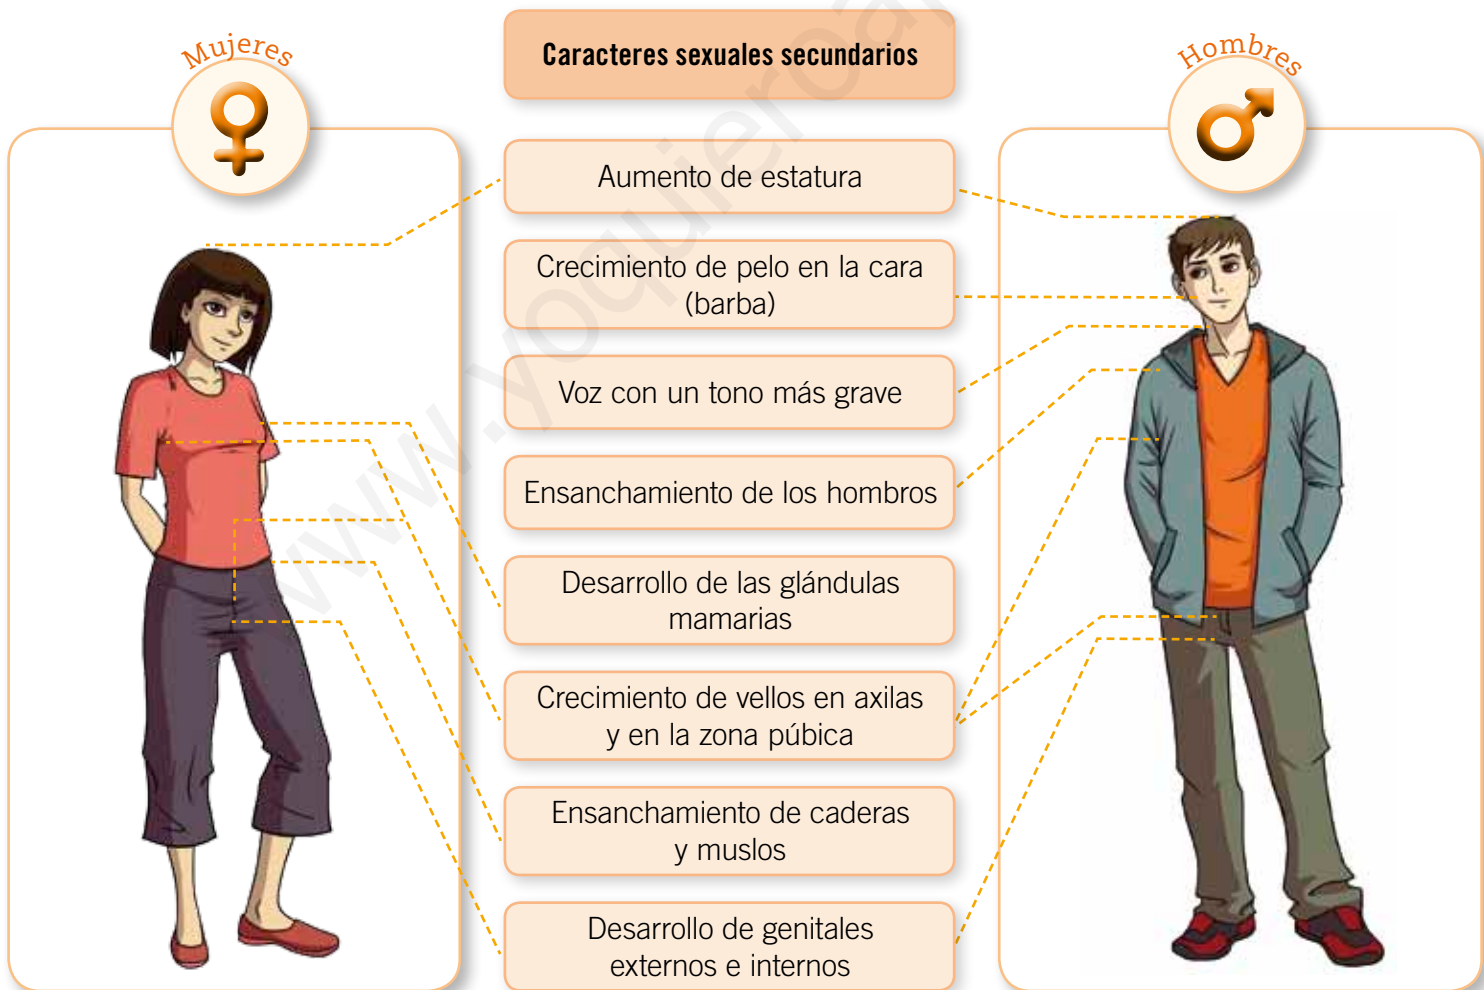 Mujeres
Caracteres sexuales secundarios
Hombres
Aumento de estatura
Crecimiento de pelo en la cara
(barba)
Voz con un tono más grave
Ensanchamiento de los hombros
Desarrollo de las glándulas
mamarias
Crecimiento de vellos en axilas
y en la zona púbica
Ensanchamiento de caderas
y muslos
Desarrollo de genitales
externos e internos
www.yoquieroa